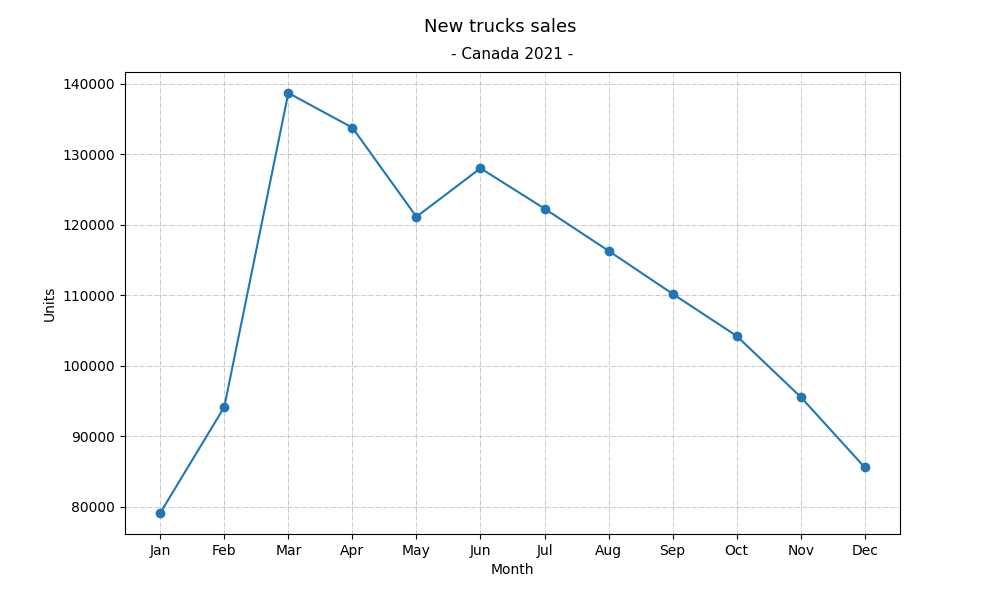 New trucks sales
- Canada 2021 -
140000
130000
120000
110000
100000
90000
80000
Units
Jan Feb Mar Apr May Jun Jul Aug Sep Oct Nov Dec
Month